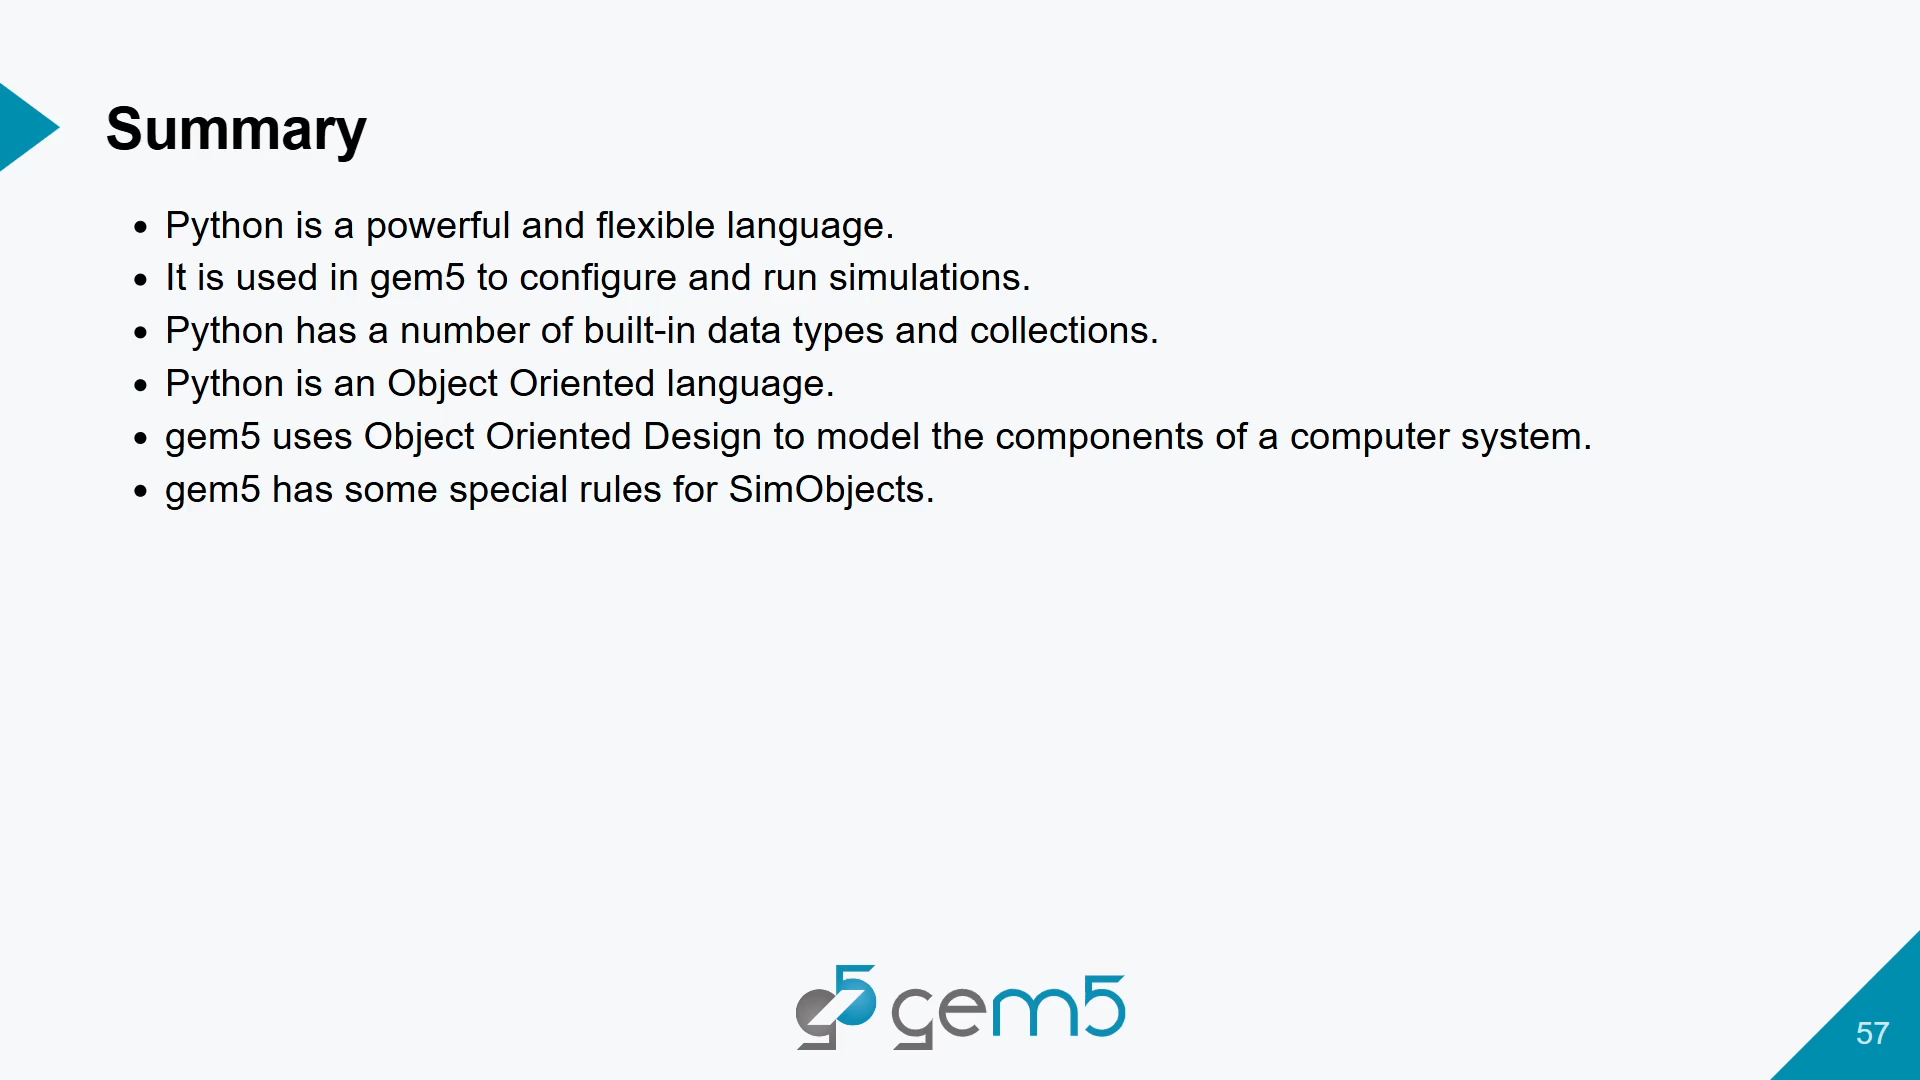 Summary
Python is a powerful and flexible language.
It is used in gem5 to configure and run simulations.
Python has a number of built-in data types and collections.
Python is an Object Oriented language.
gem5 uses Object Oriented Design to model the components of a computer system.
gem5 has some special rules for SimObjects.
g5 gem5
57